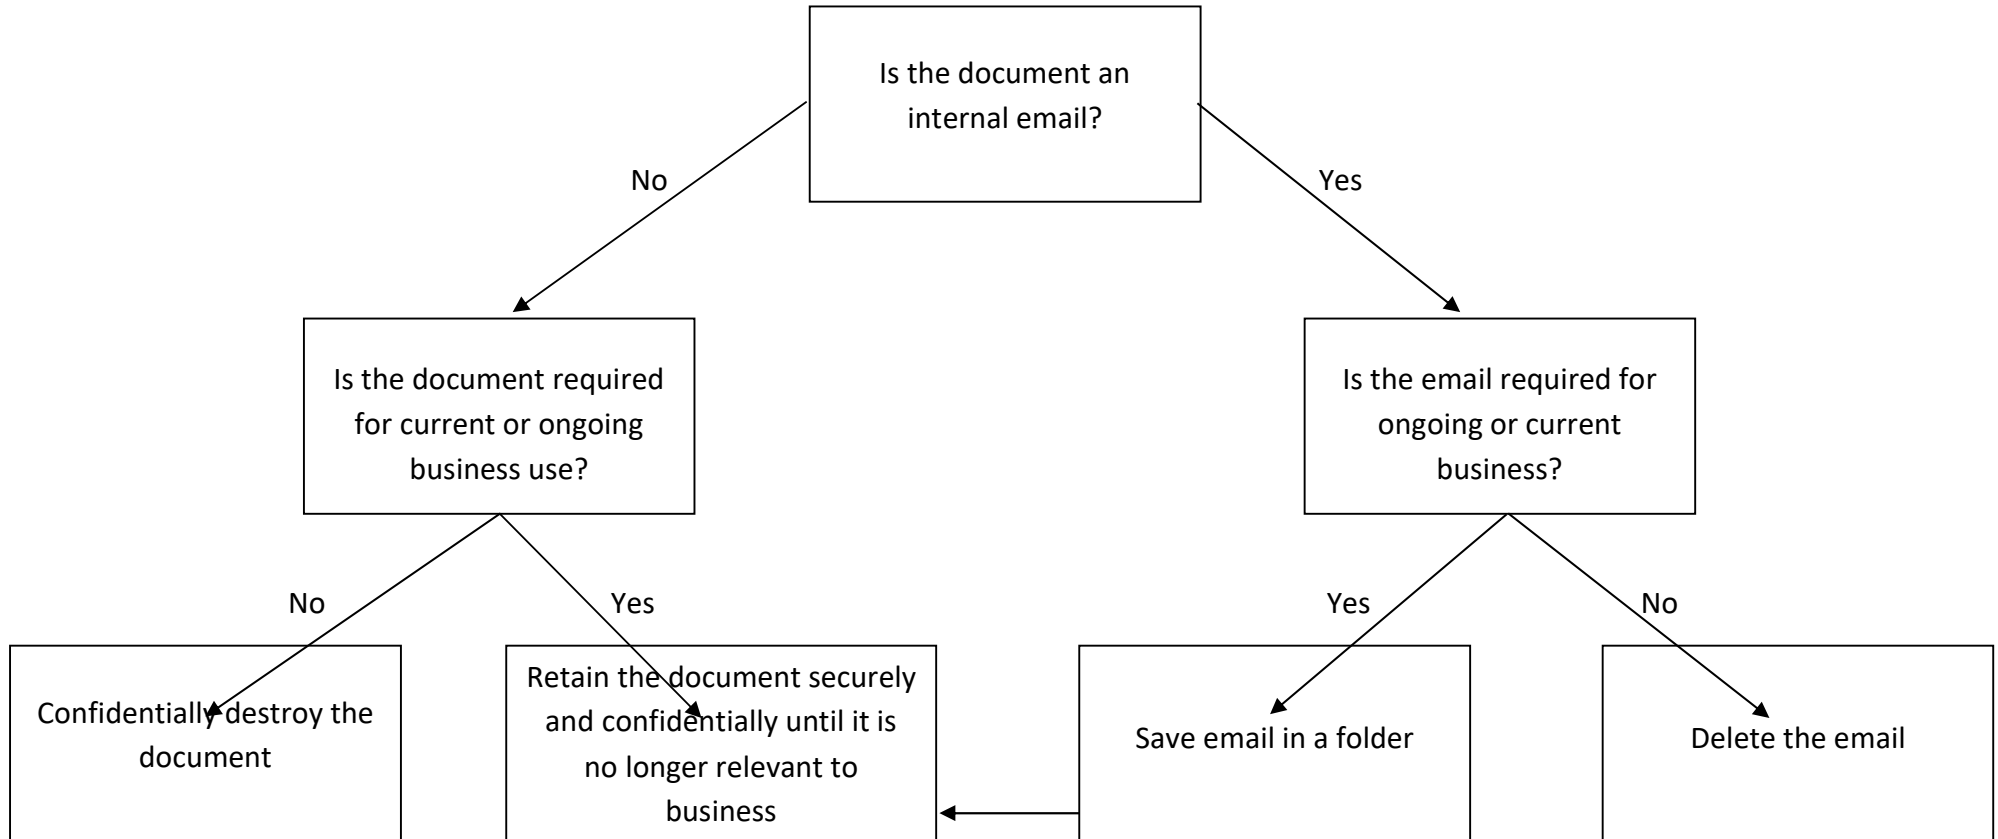 Is the document an
internal email?
No
Yes
Is the document required
for current or ongoing
business use?
Is the email required for
ongoing or current
business?
No
Yes
Yes
No
Confidentially destroy the
document
Retain the document securely
and confidentially until it is
no longer relevant to
business
Save email in a folder
Delete the email